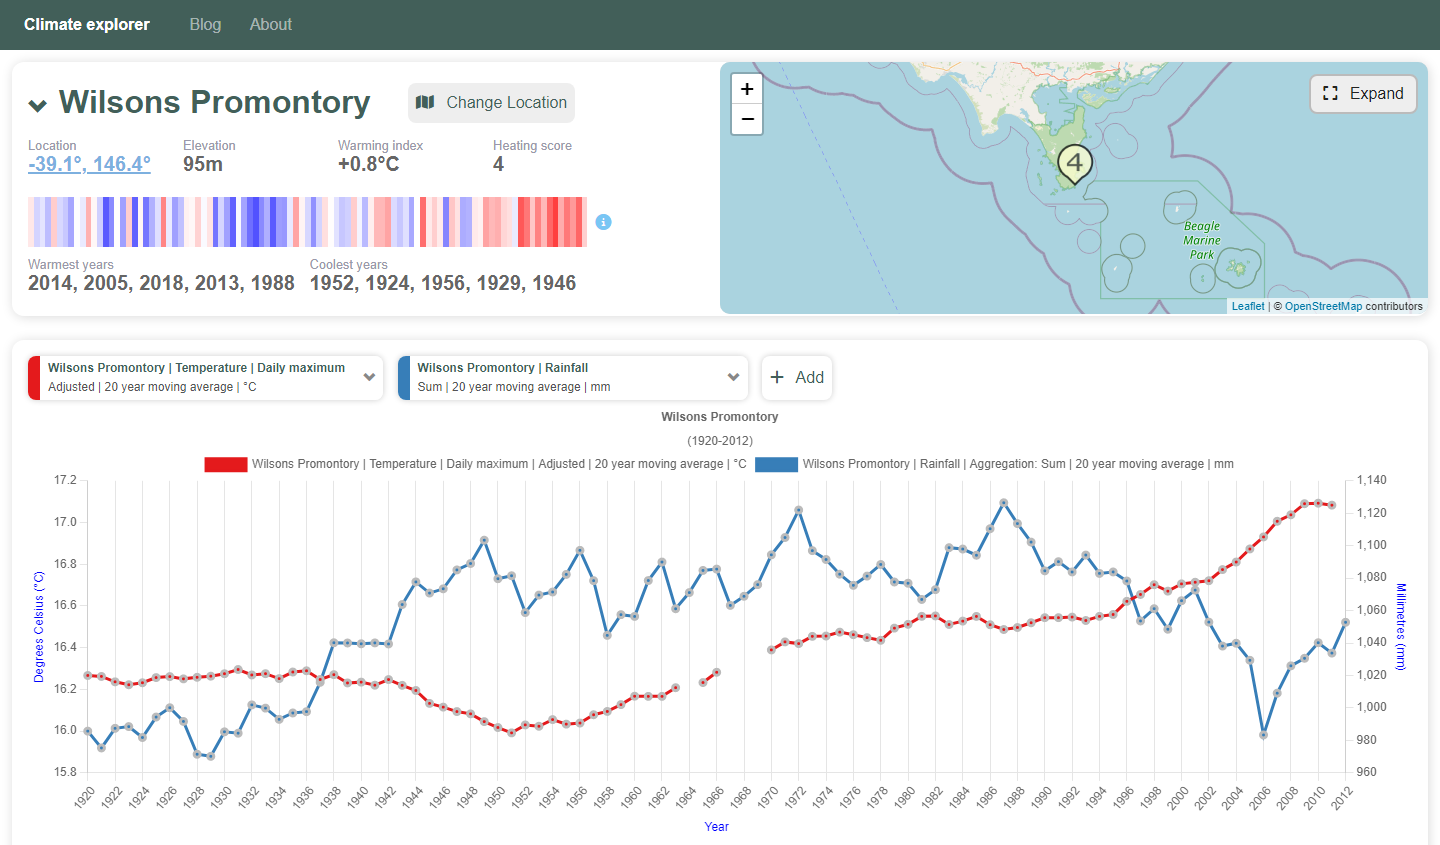 Climate explorer Blog About
Wilsons Promontory Change Location
Location Elevation Warming index Heating score
-39.1°, 146.4° 95m +0.8°C 4
Warmest years Coolest years
2014, 2005, 2018, 2013, 1988 1952, 1924, 1956, 1929, 1946
+
−
Expand
4
Beagle
Marine
Park
Leaflet | © OpenStreetMap contributors
Wilsons Promontory | Temperature | Daily maximum
Adjusted | 20 year moving average | °C
Wilsons Promontory | Rainfall
Sum | 20 year moving average | mm
+ Add
Wilsons Promontory
(1920-2012)
Wilsons Promontory | Temperature | Daily maximum | Adjusted | 20 year moving average | °C Wilsons Promontory | Rainfall | Aggregation: Sum | 20 year moving average | mm
17.2
17.0
16.8
16.6
16.4
16.2
16.0
15.8
Degrees Celsius (°C)
1,140
1,120
1,100
1,080
1,060
1,040
1,020
1,000
980
960
Millimetres (mm)
1920 1922 1924 1926 1928 1930 1932 1934 1936 1938 1940 1942 1944 1946 1948 1950 1952 1954 1956 1958 1960 1962 1964 1966 1968 1970 1972 1974 1976 1978 1980 1982 1984 1986 1988 1990 1992 1994 1996 1998 2000 2002 2004 2006 2008 2010 2012
Year